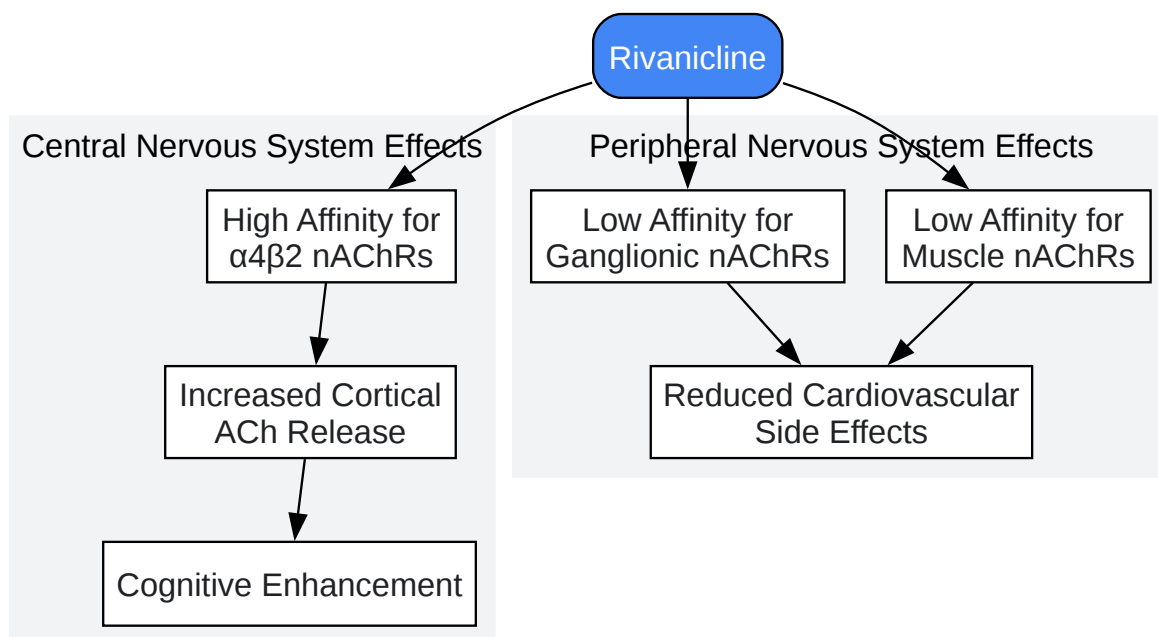 Rivanicline
Central Nervous System Effects
Peripheral Nervous System Effects
High Affinity for
α4β2 nAChRs
Low Affinity for
Ganglionic nAChRs
Low Affinity for
Muscle nAChRs
Increased Cortical
ACh Release
Reduced Cardiovascular
Side Effects
Cognitive Enhancement